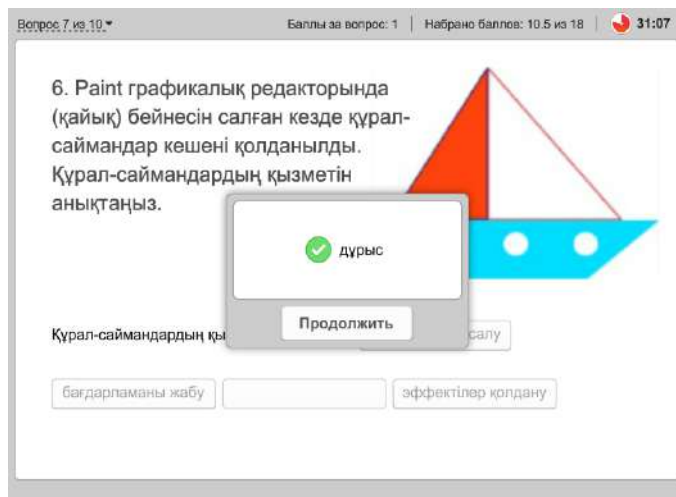 Вопрос 7 из 10 Баллы за вопрос: 1 | Набрано баллов: 10.5 из 18 | 31:07
6. Paint графикалық редакторында
(қайық) бейнесін салған кезде құрал-
саймандар кешені қолданылды.
Құрал-саймандардың қызметін
анықтаңыз.
дұрыс
Продолжить
Құрал-саймандардың қы
салу
бағдарламаны жабу
эффектілер қолдану